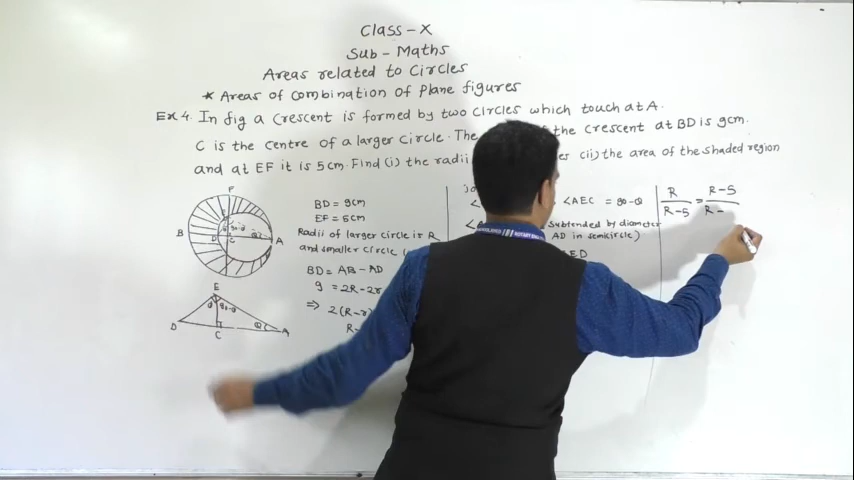 Class-X
Sub-Maths
Areas related to Circles
* Areas of combination of plane figures
Ex 4. In fig a crescent is formed by two circles which touch at A.
C is the centre of a larger circle. The of the crescent at BD is 9cm.
and at EF it is 5cm. Find (i) the radii (ii) the area of the shaded region
F
E
B
D
C
A
E
D
C
A
BD = 9cm
EF = 5cm
Radii of larger circle is R
and smaller circle
BD = AB - AD
9 = 2R - 2r
=> 2(R-r)
R-
∠AEC = 90-θ
Subtended by diameter
AD in semicircle)
R/R-5 = R-5/R-